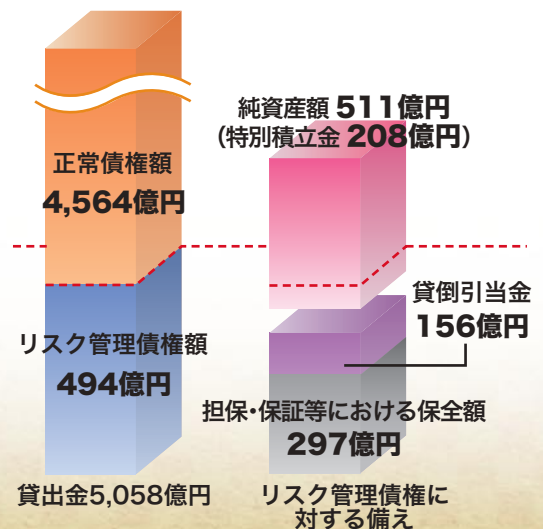 正常債権額
4,564億円
リスク管理債権額
494億円
貸出金5,058億円
純資産額 511億円
（特別積立金 208億円）
貸倒引当金
156億円
担保・保証等における保全額
297億円
リスク管理債権に
対する備え